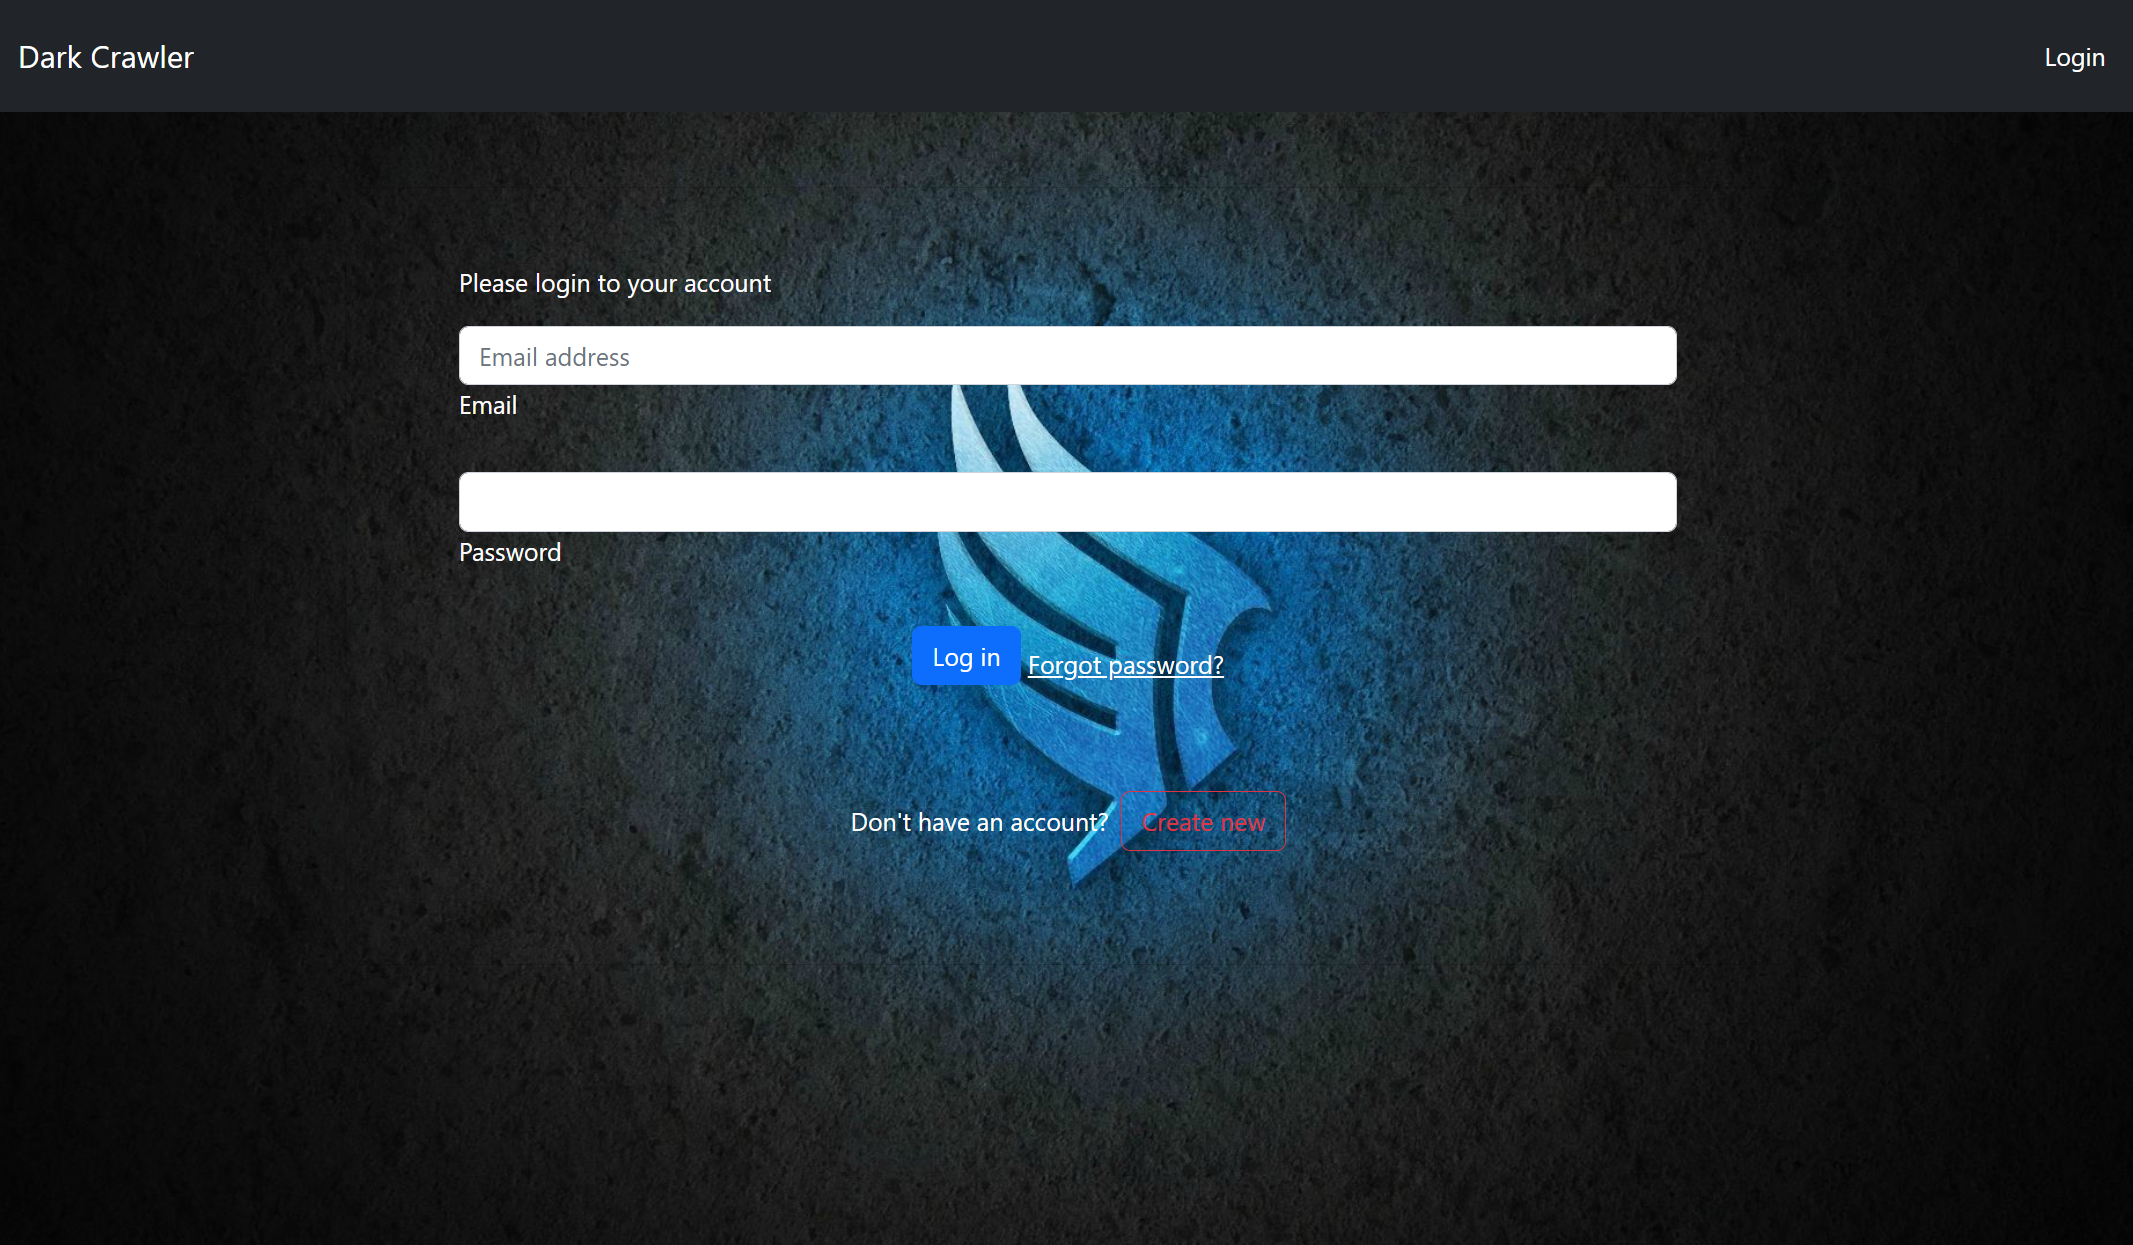 Dark Crawler
Login
Please login to your account
Email address
Email
Password
Log in Forgot password?
Don't have an account? Create new